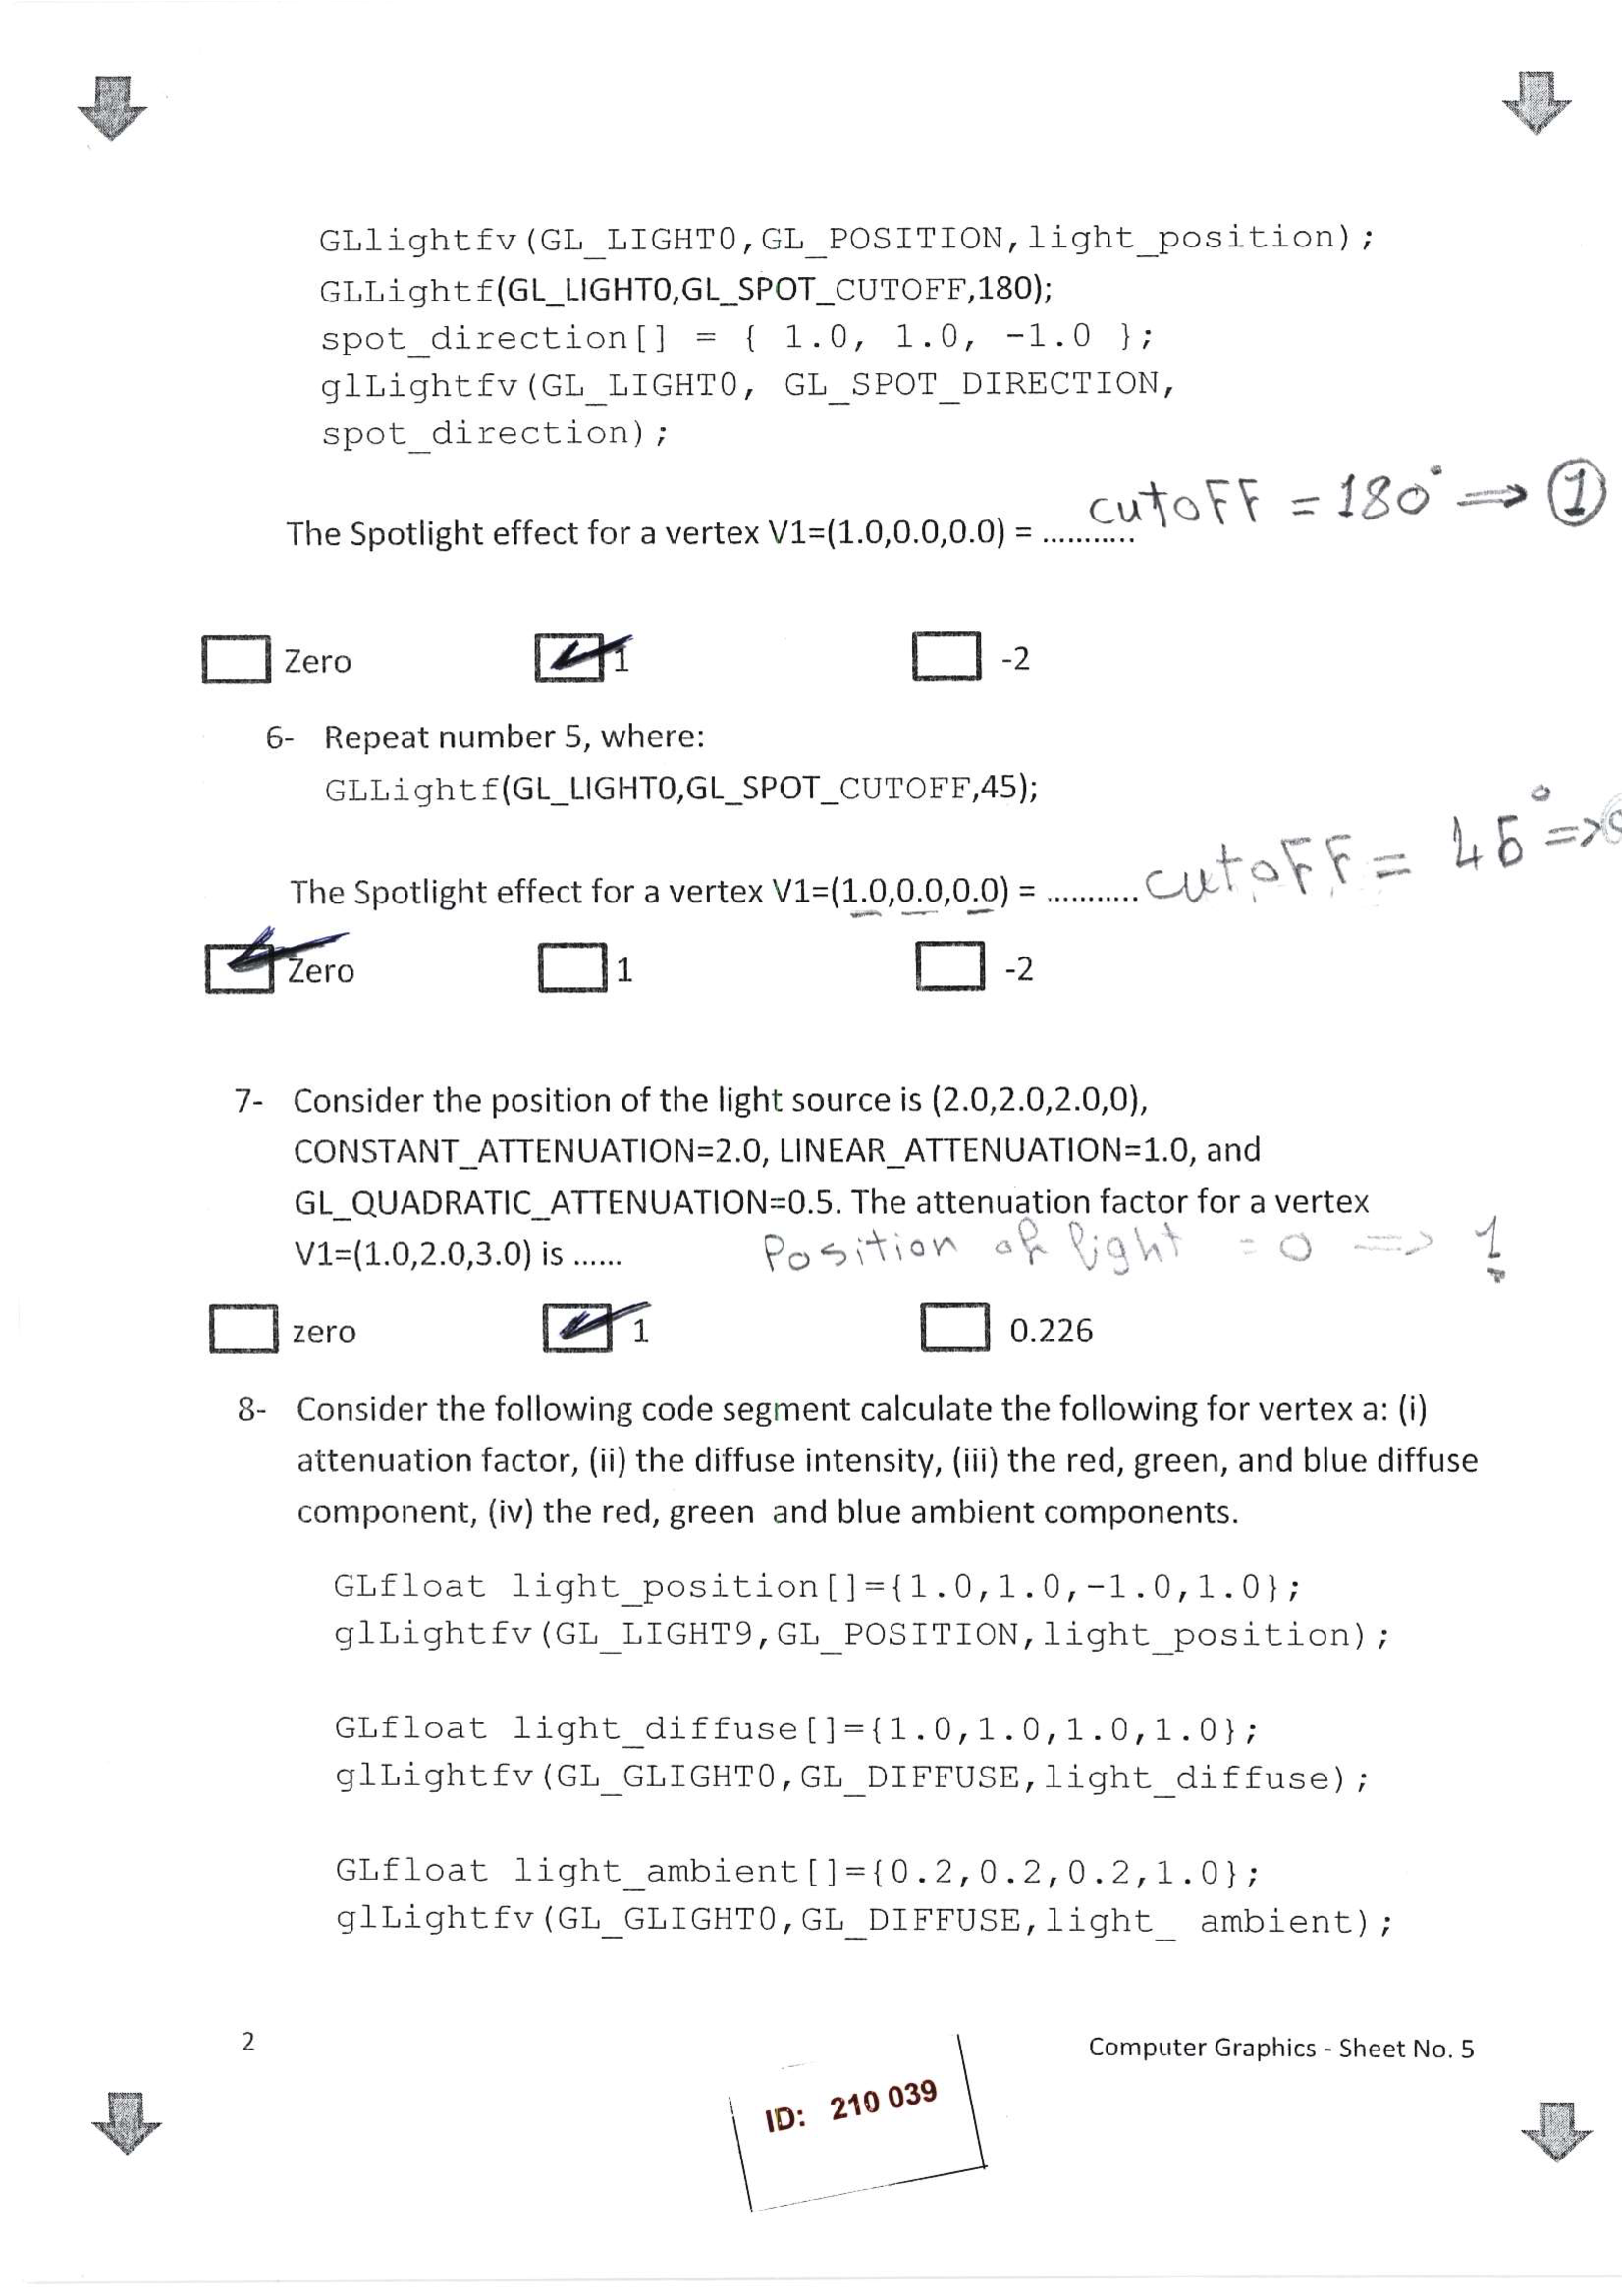 GLlightfv(GL_LIGHT0,GL_POSITION,light_position);
GLLightf(GL_LIGHT0,GL_SPOT_CUTOFF,180);
spot_direction[] = { 1.0, 1.0, -1.0 };
glLightfv(GL_LIGHT0, GL_SPOT_DIRECTION,
spot_direction);
cutoFF = 180° => 1
The Spotlight effect for a vertex V1=(1.0,0.0,0.0) = ...........
Zero 1 -2
6- Repeat number 5, where:
GLLightf(GL_LIGHT0,GL_SPOT_CUTOFF,45);
The Spotlight effect for a vertex V1=(1.0,0.0,0.0) = ........... cutoFF = 45° =>
Zero 1 -2
7- Consider the position of the light source is (2.0,2.0,2.0,0),
CONSTANT_ATTENUATION=2.0, LINEAR_ATTENUATION=1.0, and
GL_QUADRATIC_ATTENUATION=0.5. The attenuation factor for a vertex
V1=(1.0,2.0,3.0) is ...... Position of light = 0 => 1
zero 1 0.226
8- Consider the following code segment calculate the following for vertex a: (i)
attenuation factor, (ii) the diffuse intensity, (iii) the red, green, and blue diffuse
component, (iv) the red, green and blue ambient components.
GLfloat light_position[]={1.0,1.0,-1.0,1.0};
glLightfv(GL_LIGHT9,GL_POSITION,light_position);
GLfloat light_diffuse[]={1.0,1.0,1.0,1.0};
glLightfv(GL_GLIGHT0,GL_DIFFUSE,light_diffuse);
GLfloat light_ambient[]={0.2,0.2,0.2,1.0};
glLightfv(GL_GLIGHT0,GL_DIFFUSE,light_ ambient);
2 Computer Graphics - Sheet No. 5
ID: 210 039